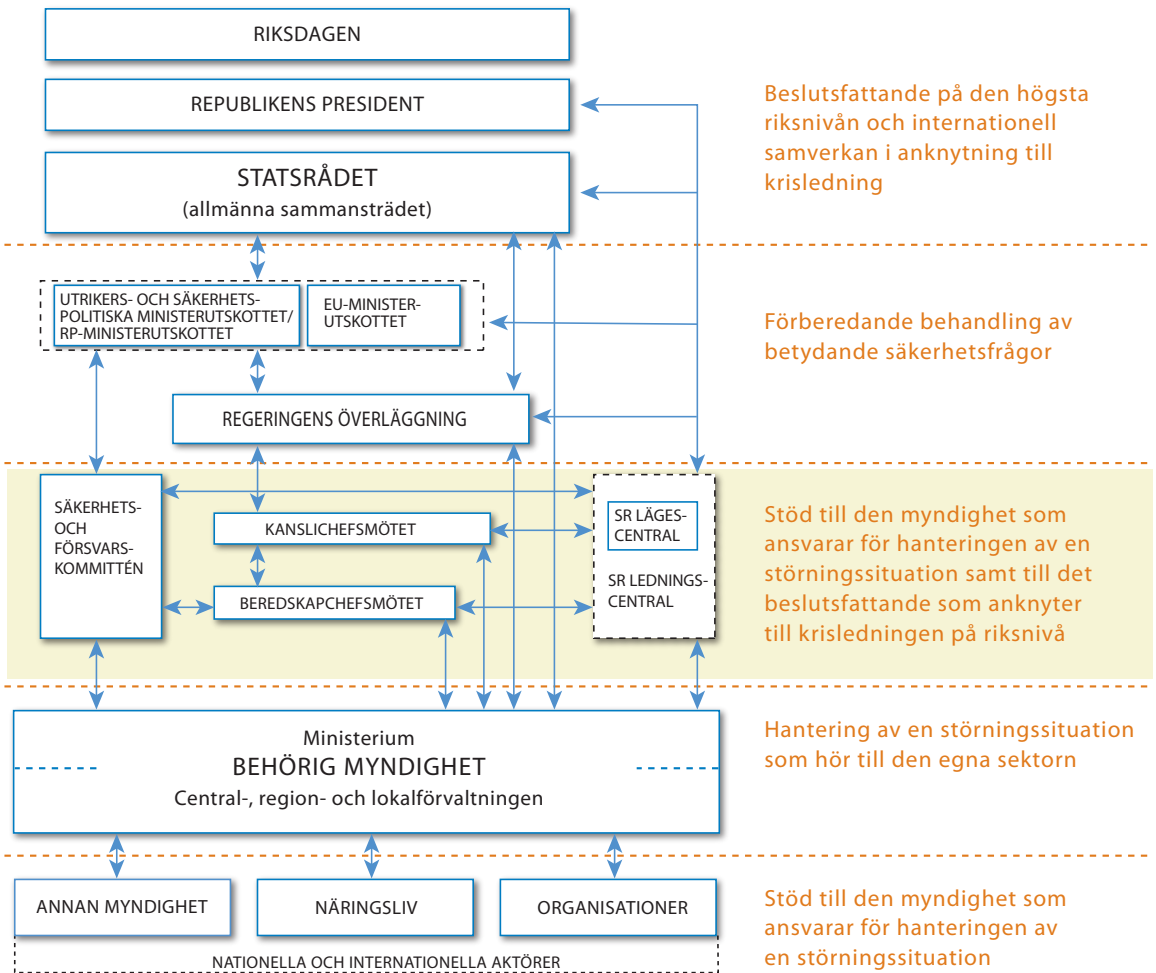 RIKSDAGEN
REPUBLIKENS PRESIDENT
STATSRÅDET
(allmänna sammansträdet)
Beslutsfattande på den högsta
riksnivån och internationell
samverkan i anknytning till
krisledning
UTRIKERS- OCH SÄKERHETS-
POLITISKA MINISTERUTSKOTTET/
RP-MINISTERUTSKOTTET
EU-MINISTER-
UTSKOTTET
REGERINGENS ÖVERLÄGGNING
Förberedande behandling av
betydande säkerhetsfrågor
SÄKERHETS-
OCH
FÖRSVARS-
KOMMITTÉN
KANSLICHEFSMÖTET
BEREDSKAPCHEFSMÖTET
SR LÄGES-
CENTRAL
SR LEDNINGS-
CENTRAL
Stöd till den myndighet som
ansvarar för hanteringen av en
störningssituation samt till det
beslutsfattande som anknyter
till krisledningen på riksnivå
Ministerium
BEHÖRIG MYNDIGHET
Central-, region- och lokalförvaltningen
Hantering av en störningssituation
som hör till den egna sektorn
ANNAN MYNDIGHET
NÄRINGSLIV
ORGANISATIONER
NATIONELLA OCH INTERNATIONELLA AKTÖRER
Stöd till den myndighet som
ansvarar för hanteringen av
en störningssituation